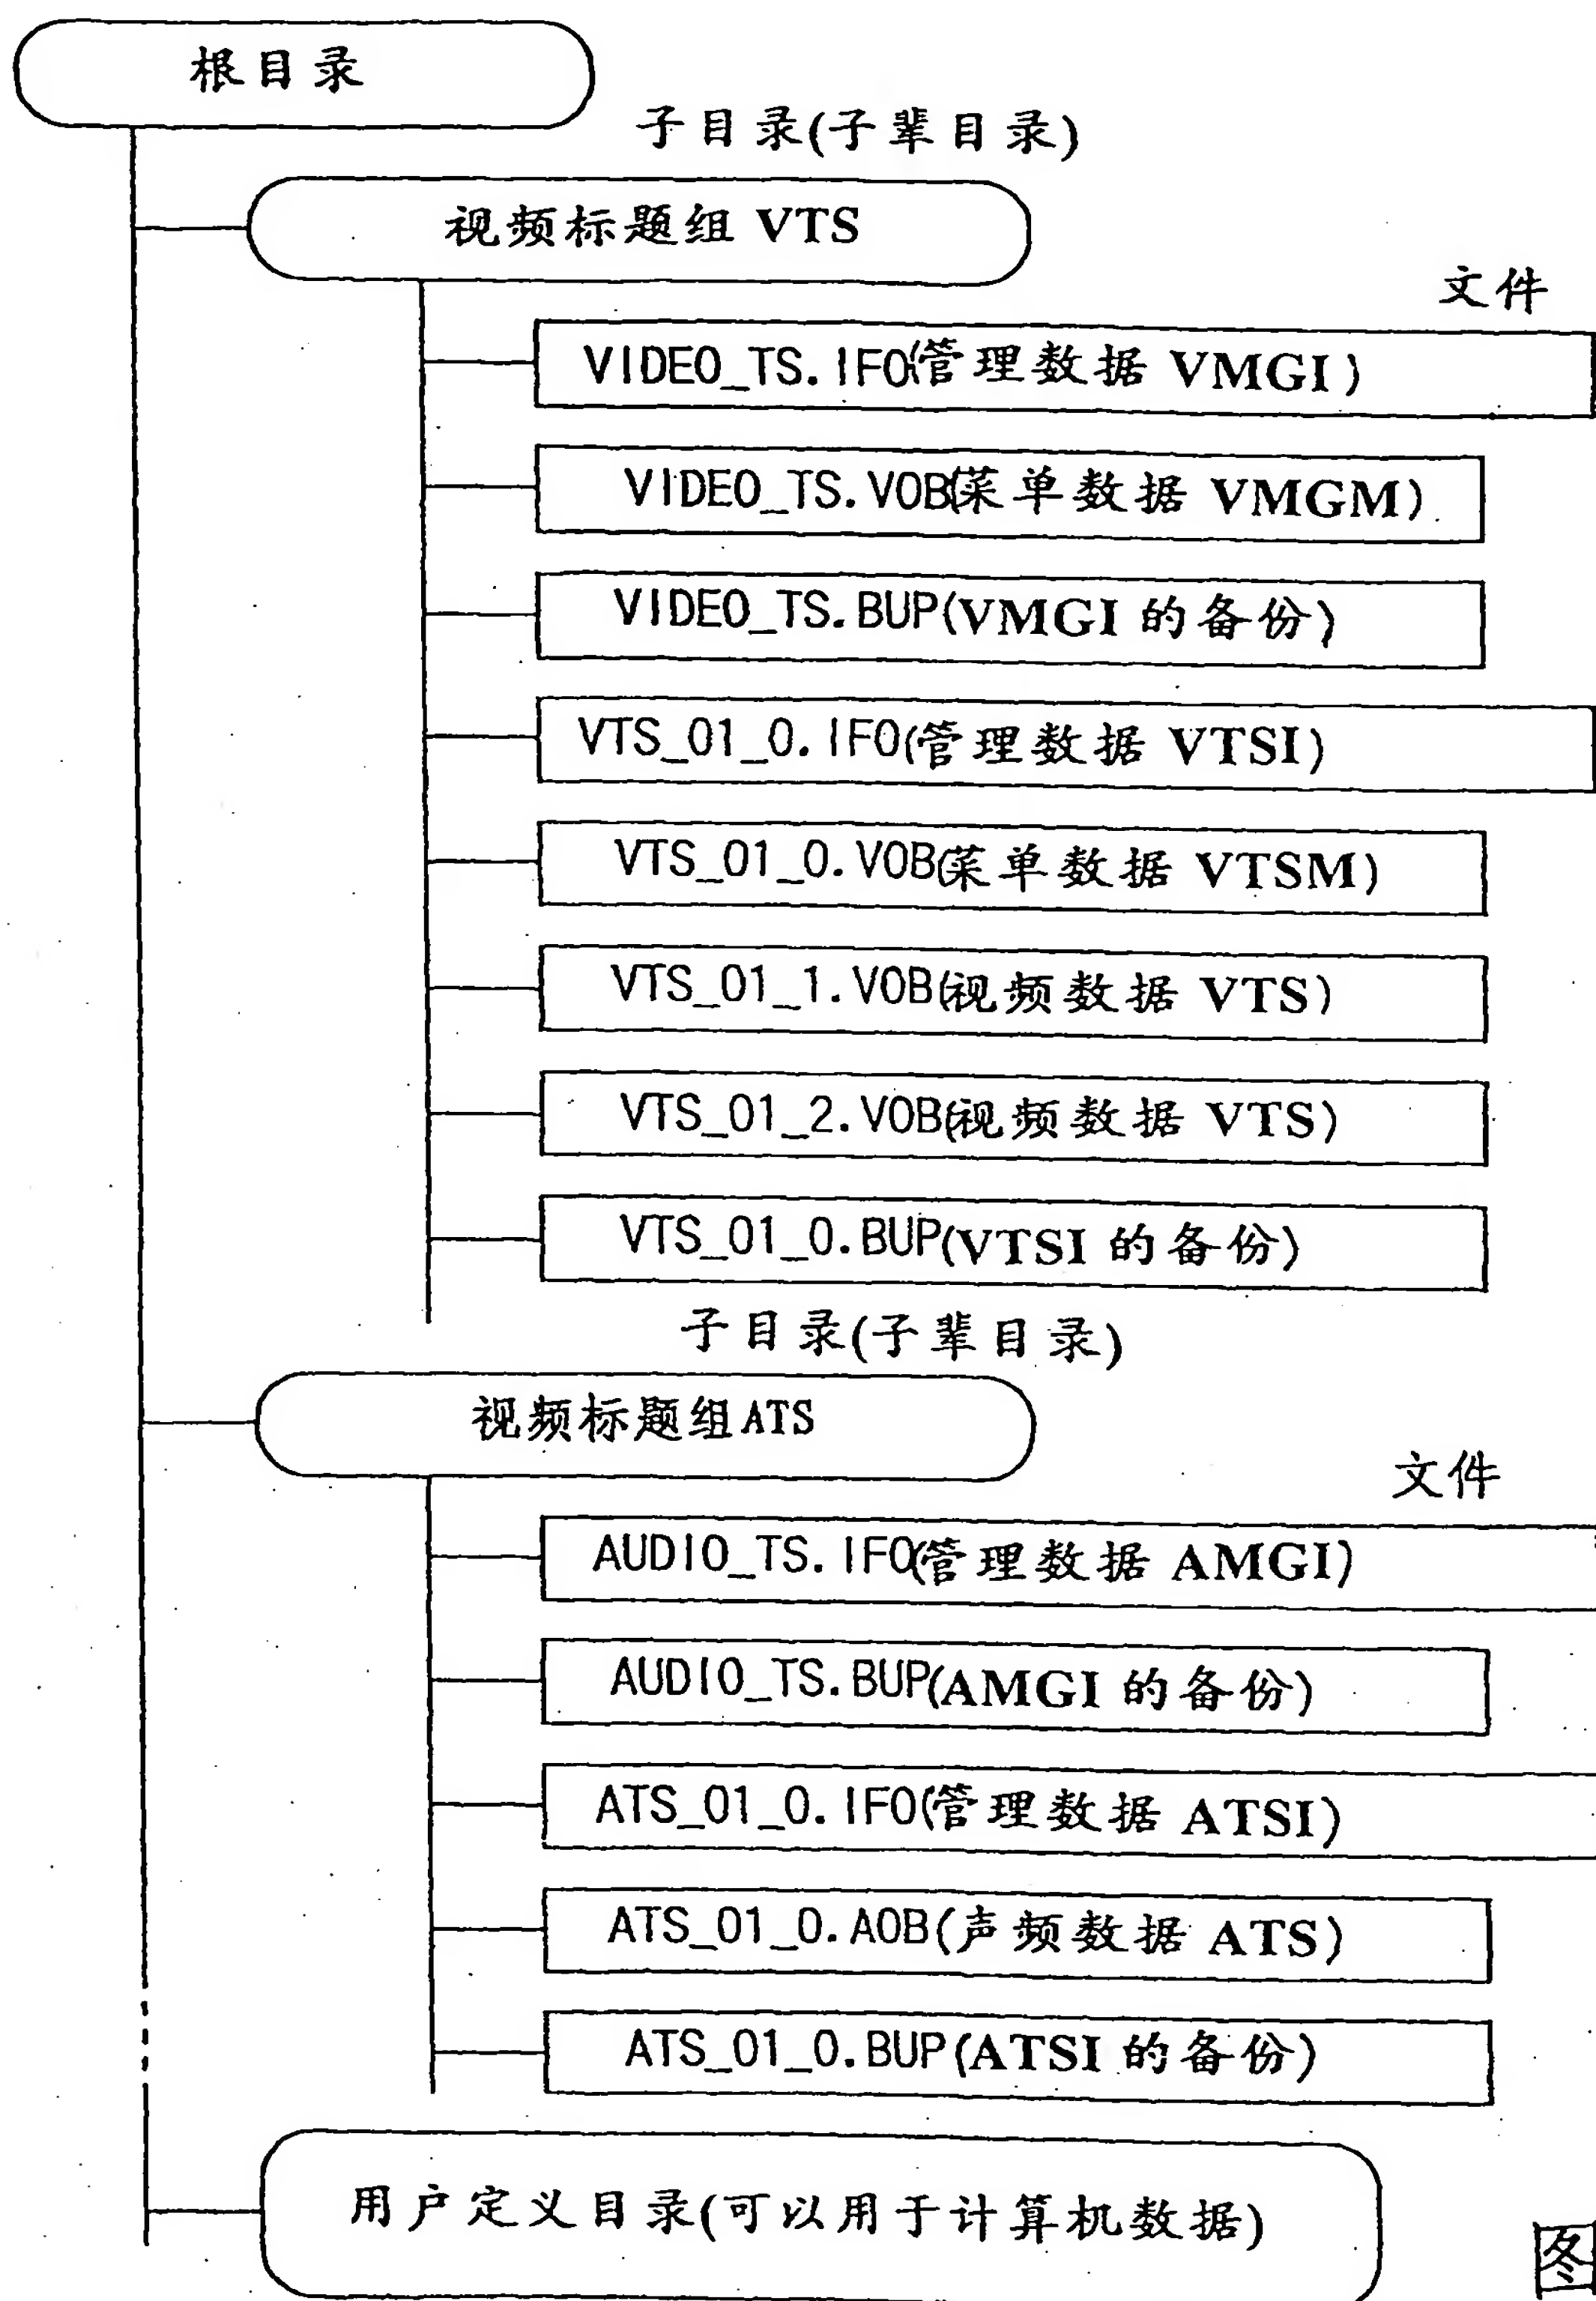 根目录
子目录(子辈目录)
视频标题组 VTS
文件
VIDEO_TS.IFO(管理数据 VMGI)
VIDEO_TS.VOB(菜单数据 VMGM)
VIDEO_TS.BUP(VMGI 的备份)
VTS_01_0.IFO(管理数据 VTSI)
VTS_01_0.VOB(菜单数据 VTSM)
VTS_01_1.VOB(视频数据 VTS)
VTS_01_2.VOB(视频数据 VTS)
VTS_01_0.BUP(VTSI 的备份)
子目录(子辈目录)
视频标题组ATS
文件
AUDIO_TS.IFO(管理数据 AMGI)
AUDIO_TS.BUP(AMGI 的备份)
ATS_01_0.IFO(管理数据 ATSI)
ATS_01_0.AOB(声频数据 ATS)
ATS_01_0.BUP(ATSI 的备份)
用户定义目录(可以用于计算机数据)
图